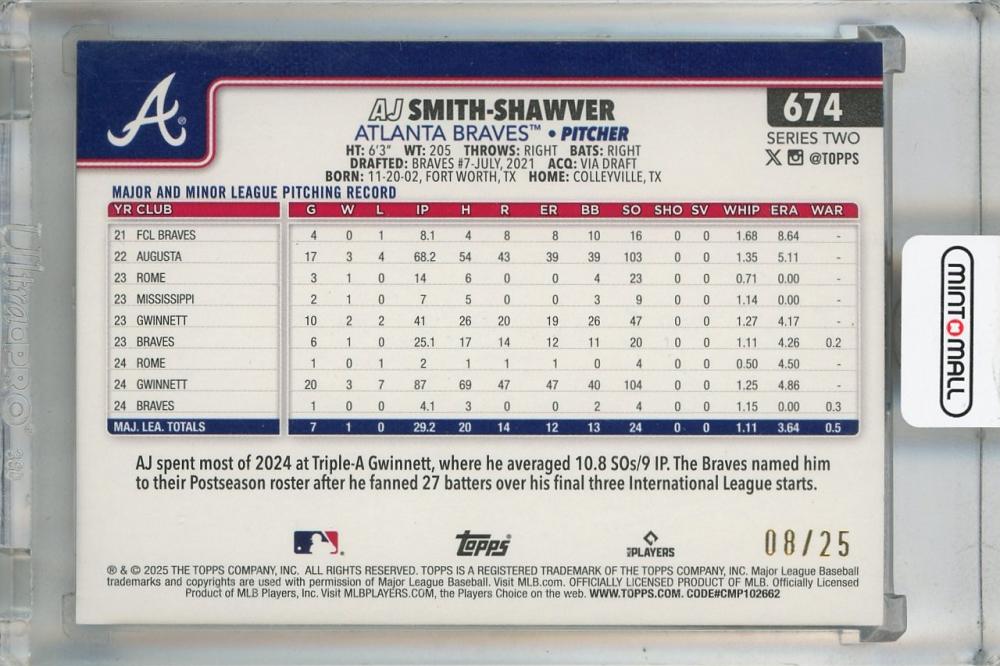 A
AJ SMITH-SHAWVER
ATLANTA BRAVES™ • PITCHER
HT: 6'3" WT: 205 THROWS: RIGHT BATS: RIGHT
DRAFTED: BRAVES #7-JULY, 2021 ACQ: VIA DRAFT
BORN: 11-20-02, FORT WORTH, TX HOME: COLLEYVILLE, TX
674
SERIES TWO
X @TOPPS
MAJOR AND MINOR LEAGUE PITCHING RECORD
YR CLUB G W L IP H R ER BB SO SHO SV WHIP ERA WAR
21 FCL BRAVES 4 0 1 8.1 4 8 8 10 16 0 0 1.68 8.64 -
22 AUGUSTA 17 3 4 68.2 54 43 39 39 103 0 0 1.35 5.11 -
23 ROME 3 1 0 14 6 0 0 4 23 0 0 0.71 0.00 -
23 MISSISSIPPI 2 1 0 7 5 0 0 3 9 0 0 1.14 0.00 -
23 GWINNETT 10 2 2 41 26 20 19 26 47 0 0 1.27 4.17 -
23 BRAVES 6 1 0 25.1 17 14 12 11 20 0 0 1.11 4.26 0.2
24 ROME 1 0 1 2 1 1 1 0 4 0 0 0.50 4.50 -
24 GWINNETT 20 3 7 87 69 47 47 40 104 0 0 1.25 4.86 -
24 BRAVES 1 0 0 4.1 3 0 0 2 4 0 0 1.15 0.00 0.3
MAJ. LEA. TOTALS 7 1 0 29.2 20 14 12 13 24 0 0 1.11 3.64 0.5
AJ spent most of 2024 at Triple-A Gwinnett, where he averaged 10.8 SOs/9 IP. The Braves named him
to their Postseason roster after he fanned 27 batters over his final three International League starts.
Topps
MLB PLAYERS
08/25
® & © 2025 THE TOPPS COMPANY, INC. ALL RIGHTS RESERVED. TOPPS IS A REGISTERED TRADEMARK OF THE TOPPS COMPANY, INC. Major League Baseball
trademarks and copyrights are used with permission of Major League Baseball. Visit MLB.com. OFFICIALLY LICENSED PRODUCT OF MLB. Officially Licensed
Product of MLB Players, Inc. Visit MLBPLAYERS.COM, the Players Choice on the web. WWW.TOPPS.COM. CODE#CMP102662
MINT MALL
Ultra PRO